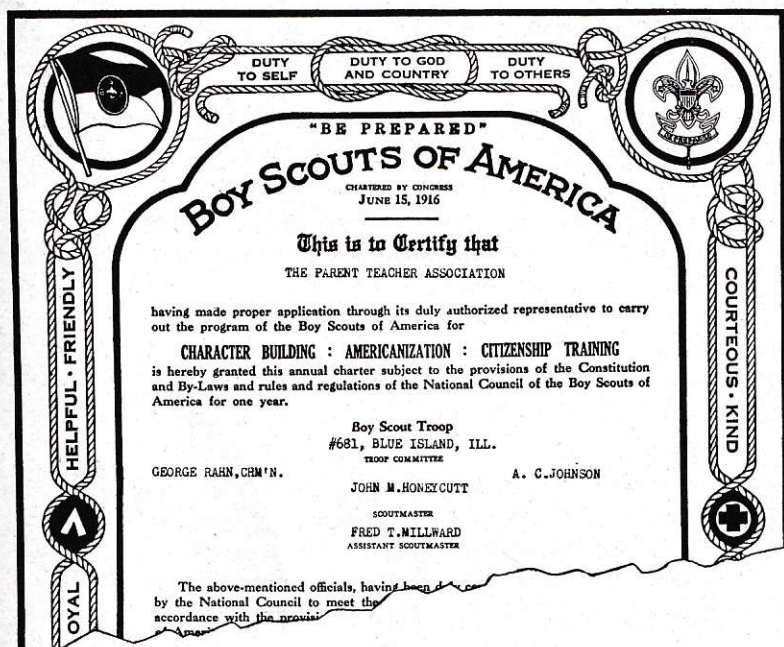 DUTY TO SELF
DUTY TO GOD AND COUNTRY
DUTY TO OTHERS
"BE PREPARED"
BOY SCOUTS OF AMERICA
CHARTERED BY CONGRESS
JUNE 15, 1916
This is to Certify that
THE PARENT TEACHER ASSOCIATION
having made proper application through its duly authorized representative to carry
out the program of the Boy Scouts of America for
CHARACTER BUILDING : AMERICANIZATION : CITIZENSHIP TRAINING
is hereby granted this annual charter subject to the provisions of the Constitution
and By-Laws and rules and regulations of the National Council of the Boy Scouts of
America for one year.
Boy Scout Troop
#681, BLUE ISLAND, ILL.
TROOP COMMITTEE
GEORGE RAHN,CHM'N.
A. C.JOHNSON
JOHN M.HONEYCUTT
SCOUTMASTER
FRED T.MILLWARD
ASSISTANT SCOUTMASTER
The above-mentioned officials, having been
by the National Council to meet the
accordance with the
of
HELPFUL · FRIENDLY
OYAL
COURTEOUS · KIND
BE PREPARED